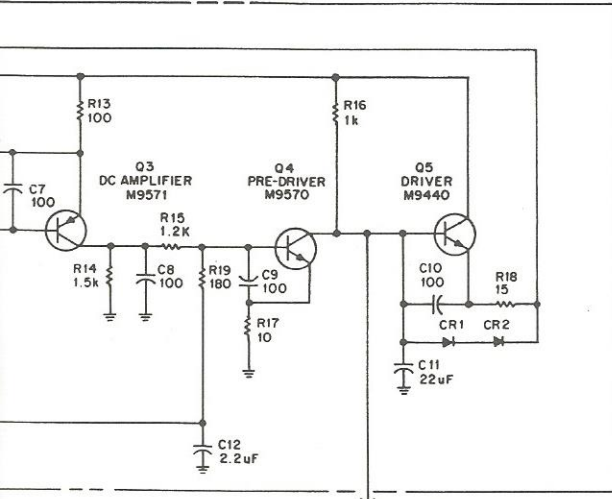 R13
100
R16
1k
Q3
DC AMPLIFIER
M9571
Q4
PRE-DRIVER
M9570
Q5
DRIVER
M9440
C7
100
R15
1.2K
R14
1.5k
C8
100
R19
180
C9
100
C10
100
R18
15
R17
10
CR1
CR2
C11
22uF
C12
2.2uF